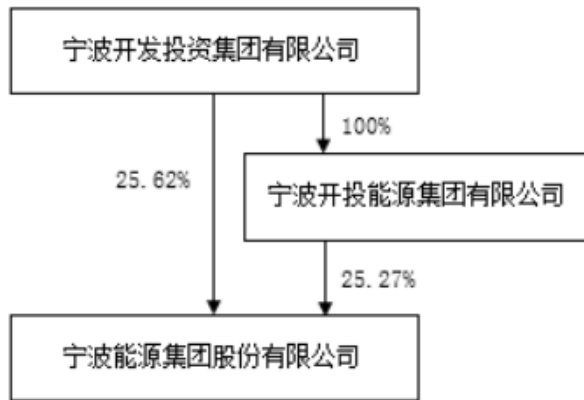 宁波开发投资集团有限公司
100%
25.62%
宁波开投能源集团有限公司
25.27%
宁波能源集团股份有限公司